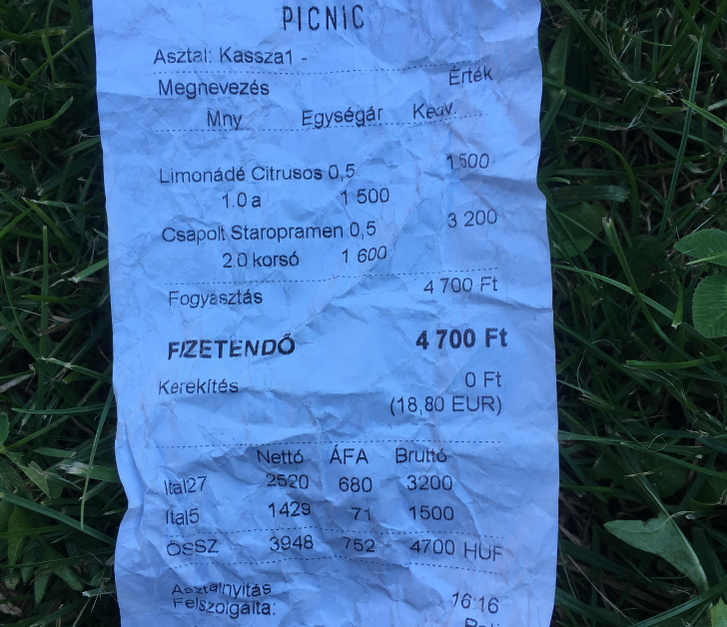 PICNIC
Asztal: Kassza1 -
Megnevezés Érték
Mny Egységár Kedv.
Limonádé Citrusos 0,5 1 500
1.0 a 1 500
Csapolt Staropramen 0,5 3 200
2.0 korsó 1 600
Fogyasztás 4 700 Ft
FIZETENDŐ 4 700 Ft
Kerekítés 0 Ft
(18,80 EUR)
Nettó ÁFA Bruttó
Ital27 2520 680 3200
Ital5 1429 71 1500
ÖSSZ 3948 752 4700 HUF
Asztalnyitás 16:16
Felszolgálta: